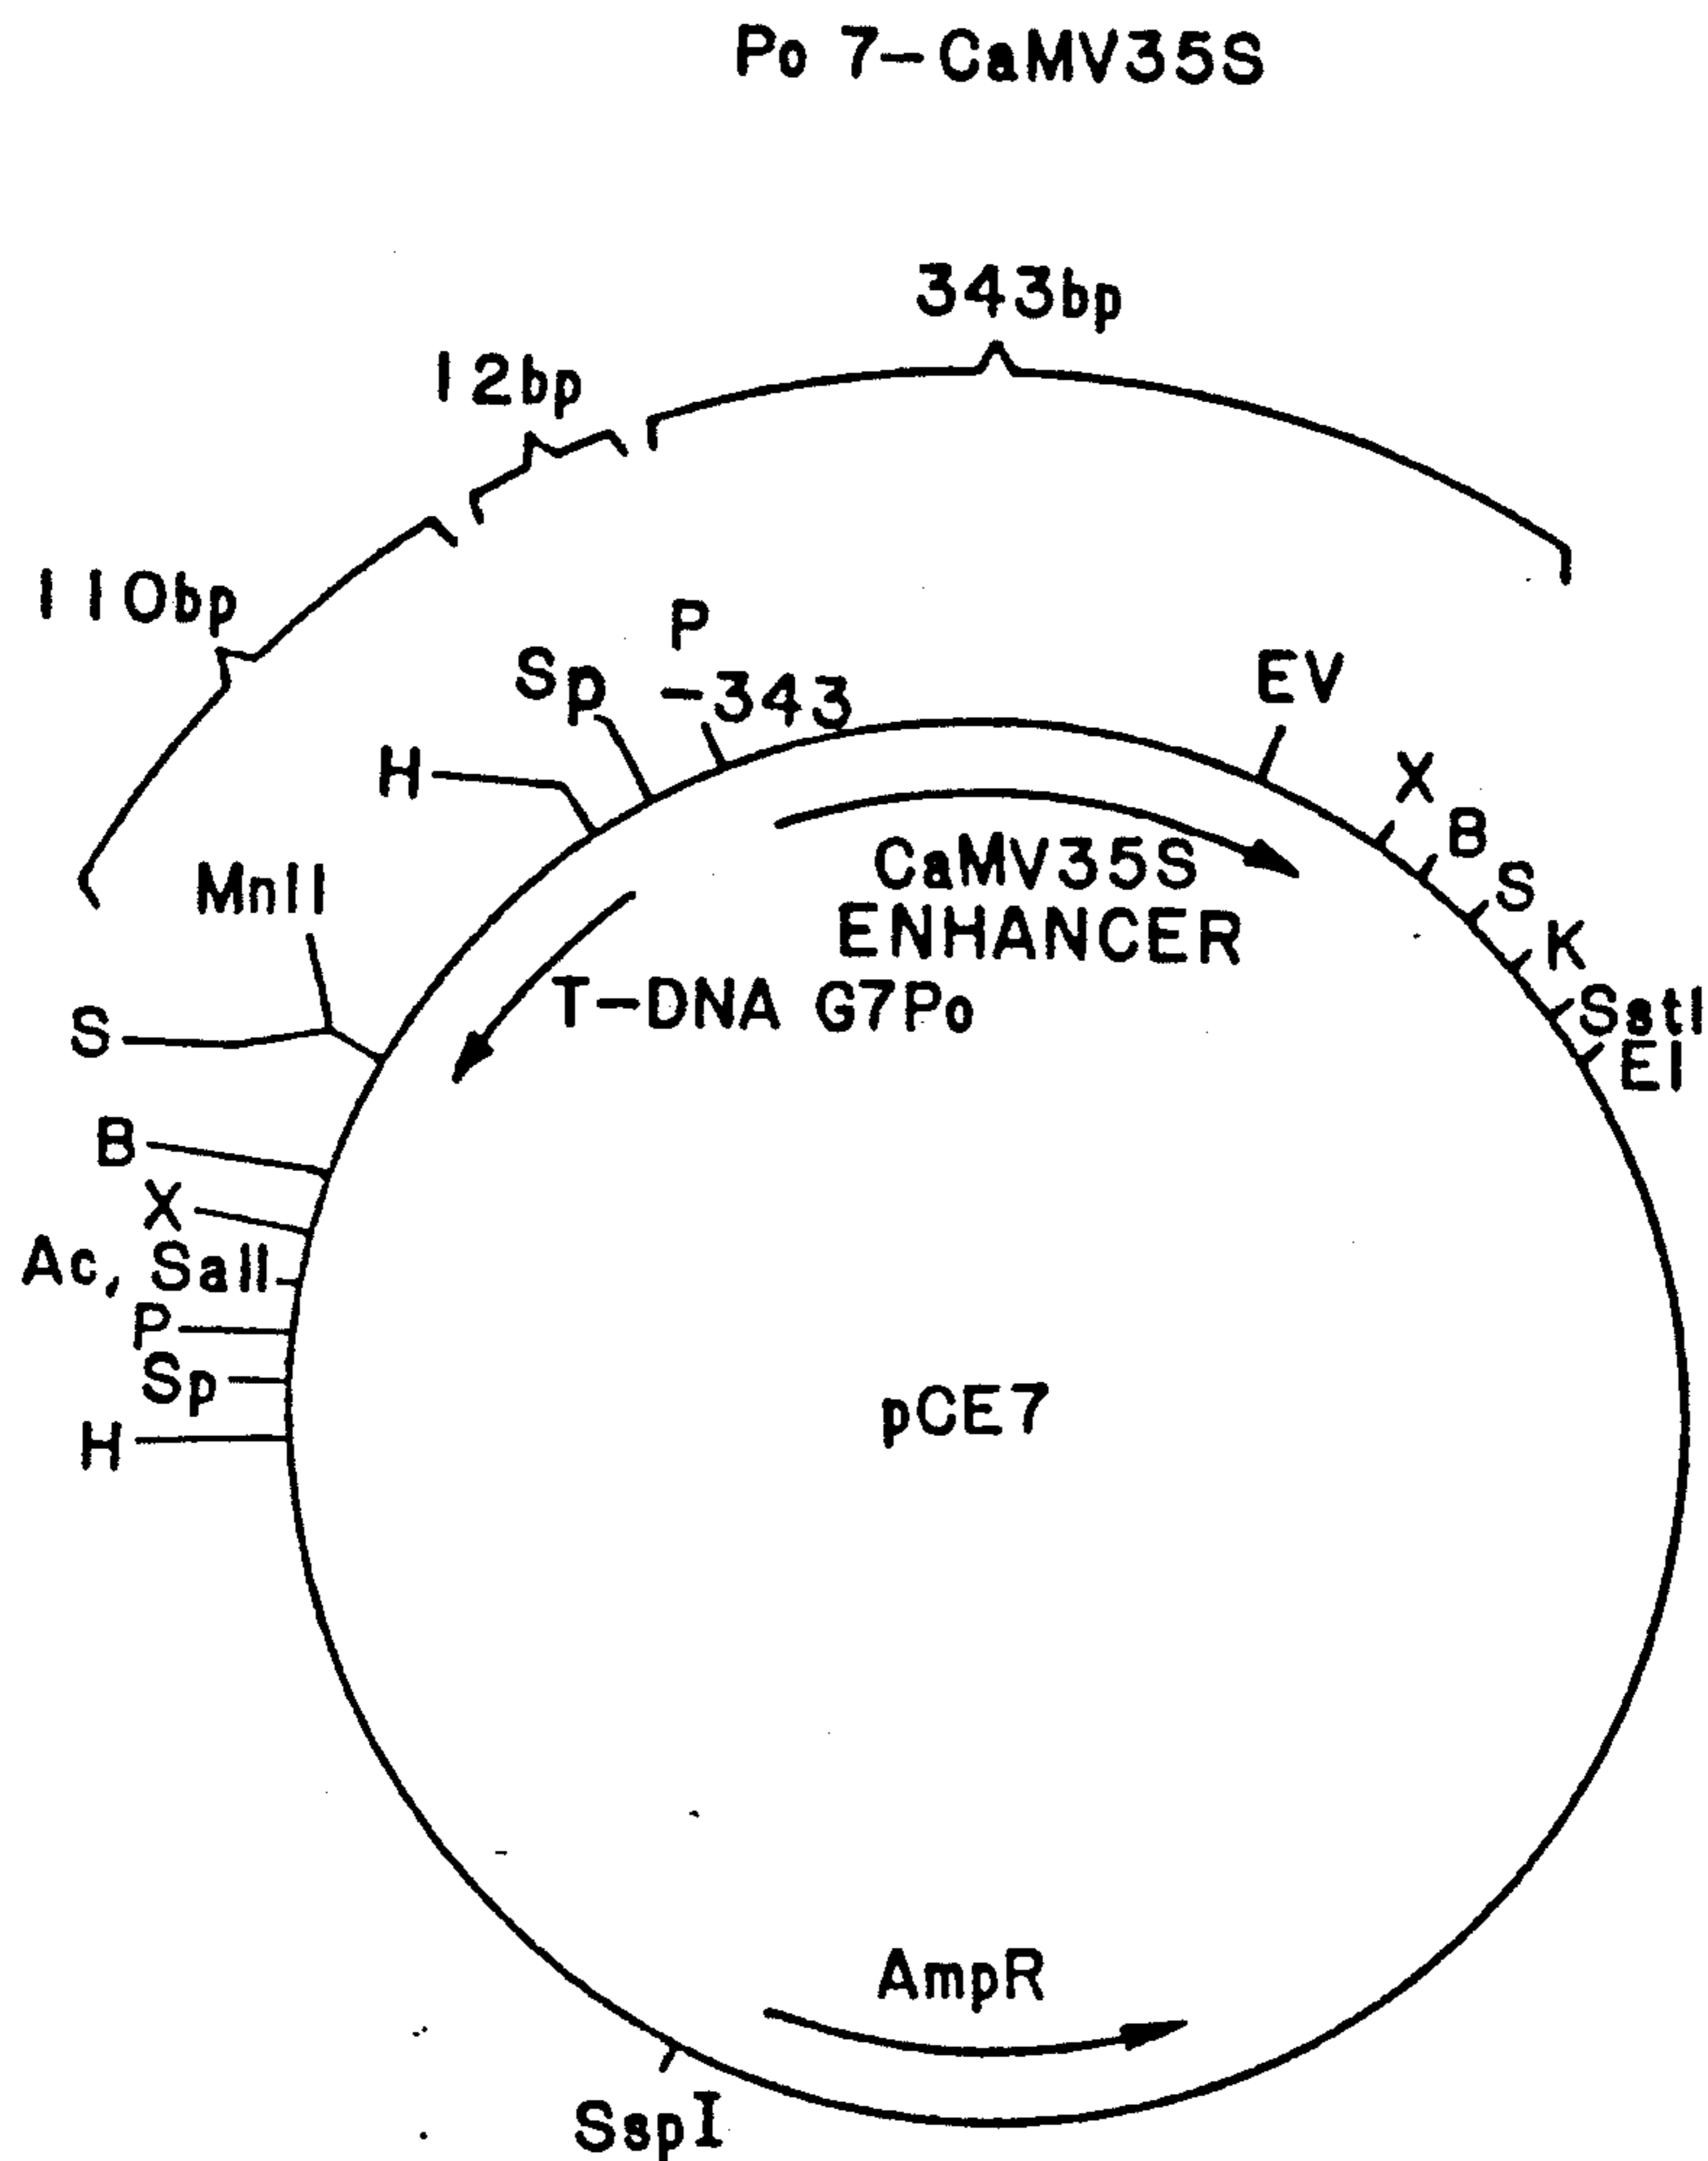 Po 7-CaMV35S
343bp
12bp
110bp
P
Sp
-343
EV
H
X
B
CaMV35S
ENHANCER
MnlI
S
K
T-DNA G7Po
SstI
EI
S
B
X
Ac, SalI
P
Sp
H
pCE7
AmpR
SspI